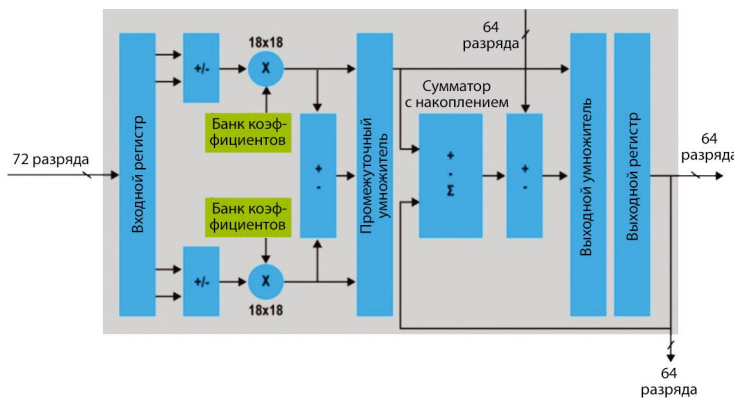 64
разряда
18x18
+/-
X
Сумматор
с накоплением
Банк коэф-
фициентов
72 разряда
Входной регистр
+
-
Промежуточный
умножитель
+
-
Σ
+
-
Выходной умножитель
Выходной регистр
64
разряда
Банк коэф-
фициентов
+/-
X
18x18
64
разряда